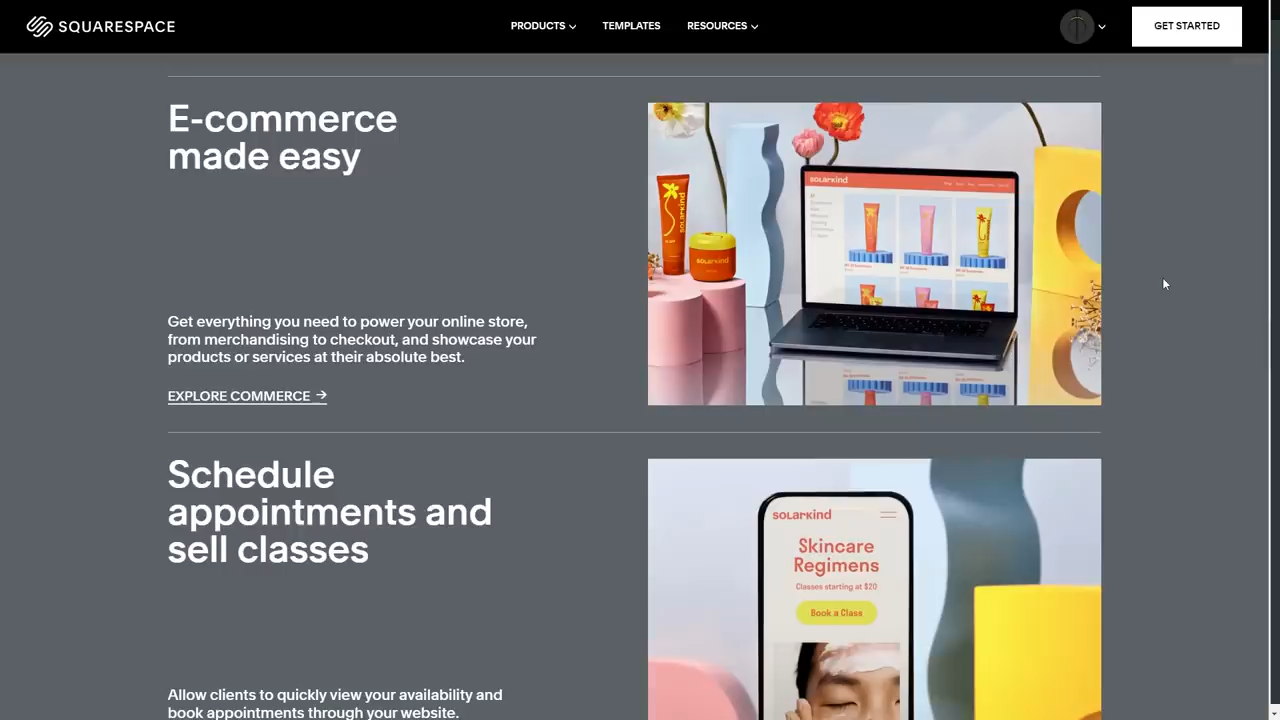 SQUARESPACE
PRODUCTS
TEMPLATES
RESOURCES
GET STARTED
E-commerce
made easy
solarkind
solarkind
solarkind
Get everything you need to power your online store,
from merchandising to checkout, and showcase your
products or services at their absolute best.
EXPLORE COMMERCE →
Schedule
appointments and
sell classes
solarkind
Skincare
Regimens
Classes starting at $20
Book a Class
Allow clients to quickly view your availability and
book appointments through your website.